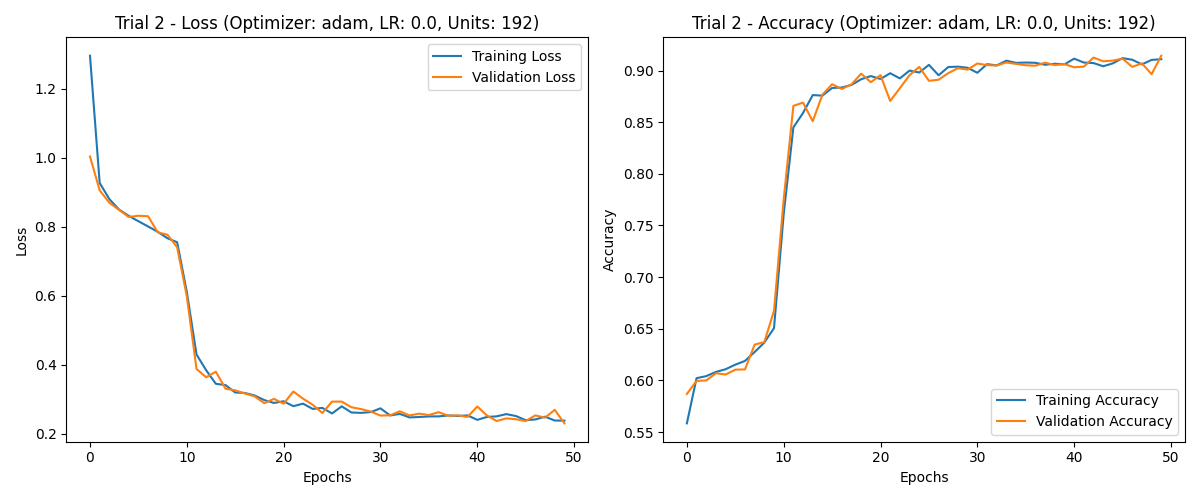 Trial 2 - Loss (Optimizer: adam, LR: 0.0, Units: 192)
Training Loss
Validation Loss
1.2
1.0
0.8
0.6
0.4
0.2
Loss
0 10 20 30 40 50
Epochs
Trial 2 - Accuracy (Optimizer: adam, LR: 0.0, Units: 192)
0.90
0.85
0.80
0.75
0.70
0.65
0.60
0.55
Accuracy
Training Accuracy
Validation Accuracy
0 10 20 30 40 50
Epochs